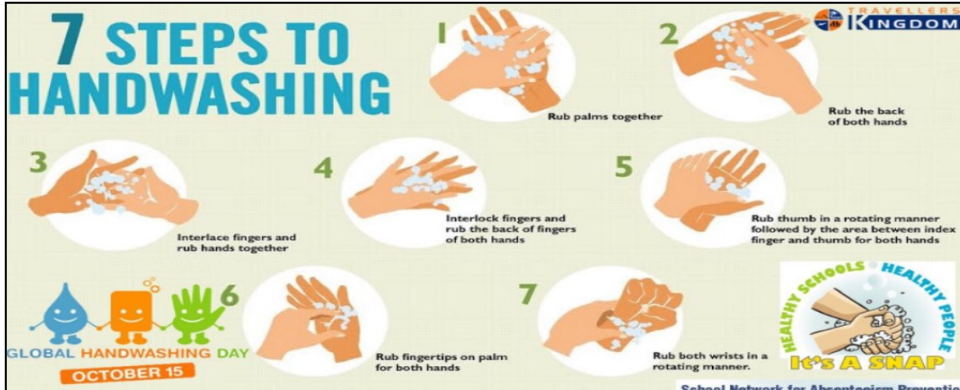 7 STEPS TO
HANDWASHING
TRAVELLERS
KINGDOM
1
Rub palms together
2
Rub the back
of both hands
3
Interlace fingers and
rub hands together
4
Interlock fingers and
rub the back of fingers
of both hands
5
Rub thumb in a rotating manner
followed by the area between index
finger and thumb for both hands
6
Rub fingertips on palm
for both hands
7
Rub both wrists in a
rotating manner.
GLOBAL HANDWASHING DAY
OCTOBER 15
HEALTHY SCHOOLS HEALTHY PEOPLE
IT'S A SNAP
School Network for Absenteeism Preventio